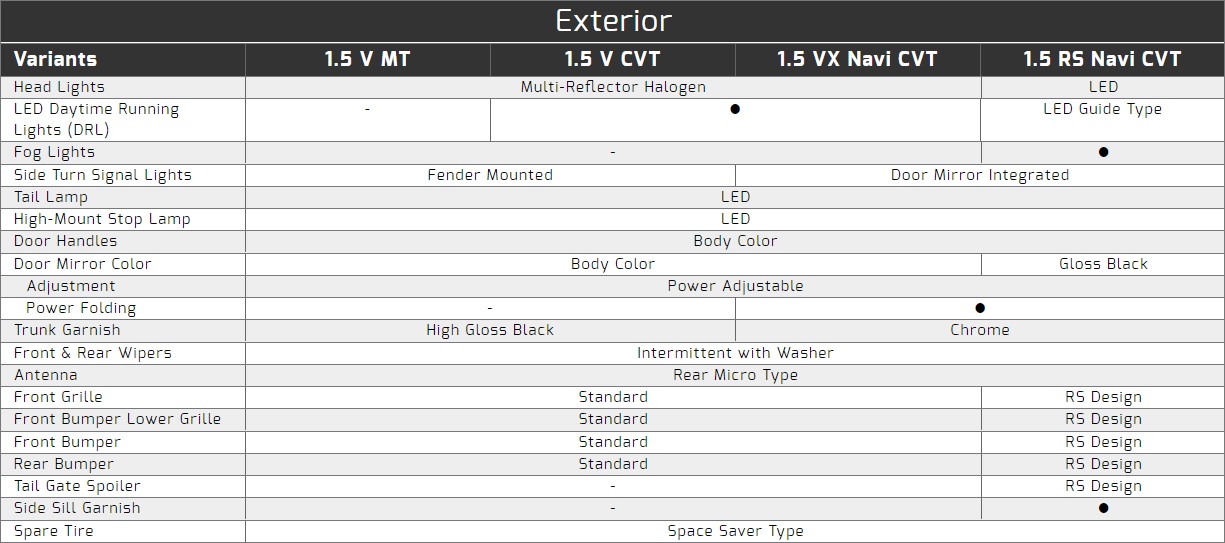 Exterior
Variants 1.5 V MT 1.5 V CVT 1.5 VX Navi CVT 1.5 RS Navi CVT
Head Lights Multi-Reflector Halogen LED
LED Daytime Running - ● LED Guide Type
Lights (DRL)
Fog Lights - ●
Side Turn Signal Lights Fender Mounted Door Mirror Integrated
Tail Lamp LED
High-Mount Stop Lamp LED
Door Handles Body Color
Door Mirror Color Body Color Gloss Black
Adjustment Power Adjustable
Power Folding - ●
Trunk Garnish High Gloss Black Chrome
Front & Rear Wipers Intermittent with Washer
Antenna Rear Micro Type
Front Grille Standard RS Design
Front Bumper Lower Grille Standard RS Design
Front Bumper Standard RS Design
Rear Bumper Standard RS Design
Tail Gate Spoiler - RS Design
Side Sill Garnish - ●
Spare Tire Space Saver Type